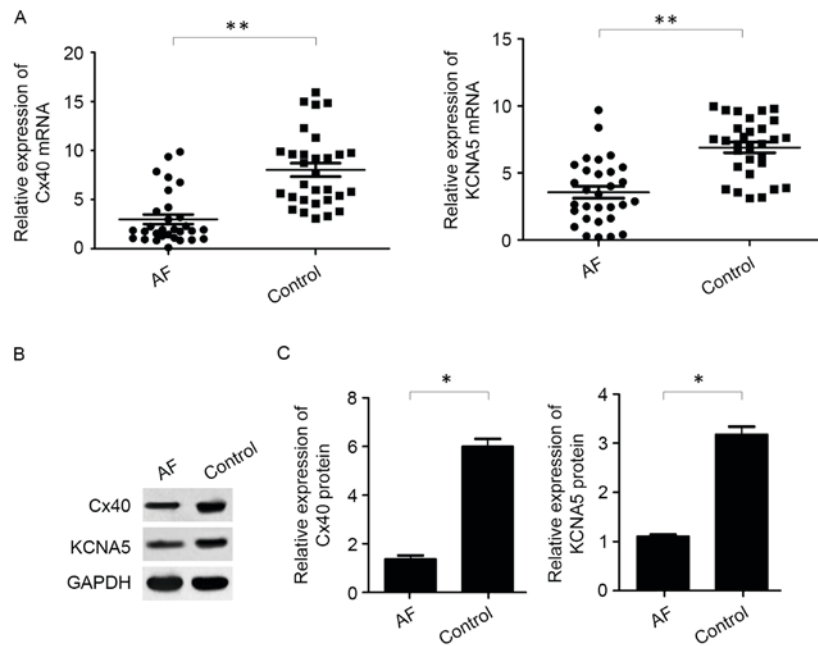 A
**
Relative expression of
Cx40 mRNA
20
15
10
5
0
AF
Control
**
Relative expression of
KCNA5 mRNA
15
10
5
0
AF
Control
B
AF
Control
Cx40
KCNA5
GAPDH
C
*
Relative expression of
Cx40 protein
8
6
4
2
0
AF
Control
*
Relative expression of
KCNA5 protein
4
3
2
1
0
AF
Control